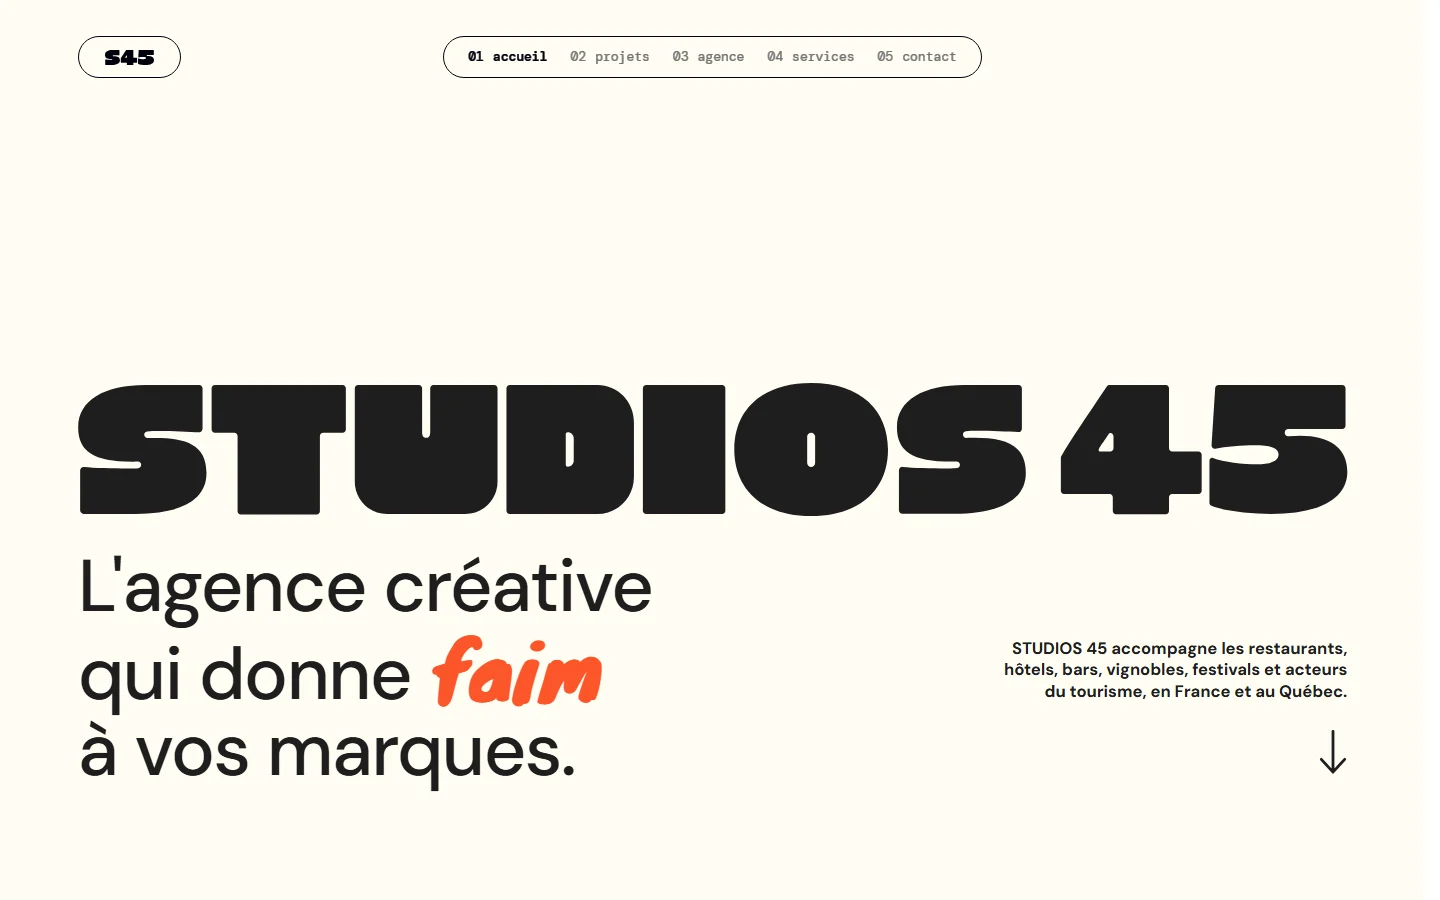 S45
01 accueil 02 projets 03 agence 04 services 05 contact
STUDIOS 45
L'agence créative
qui donne faim
à vos marques.
STUDIOS 45 accompagne les restaurants,
hôtels, bars, vignobles, festivals et acteurs
du tourisme, en France et au Québec.